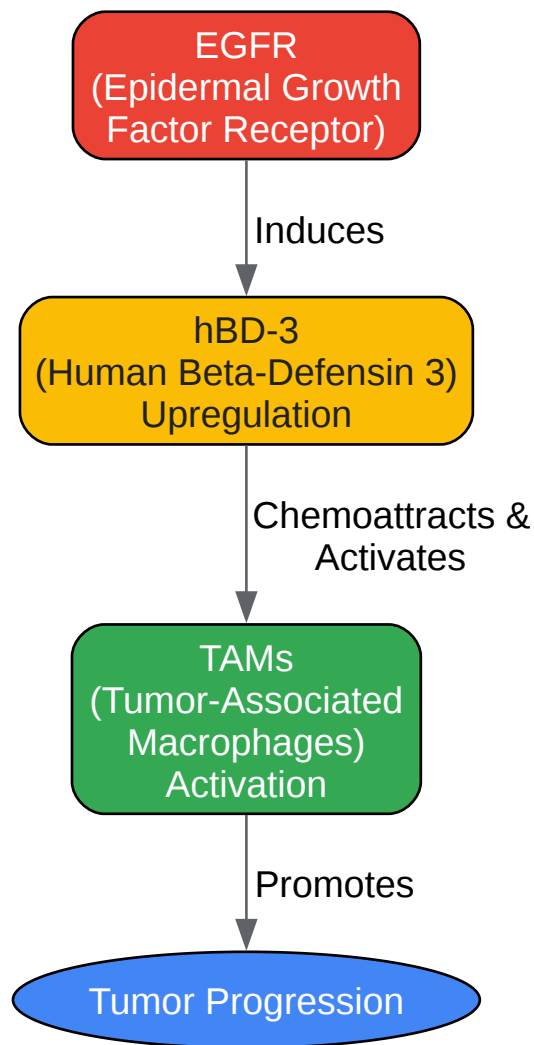 EGFR
(Epidermal Growth
Factor Receptor)
Induces
hBD-3
(Human Beta-Defensin 3)
Upregulation
Chemoattracts &
Activates
TAMs
(Tumor-Associated
Macrophages)
Activation
Promotes
Tumor Progression